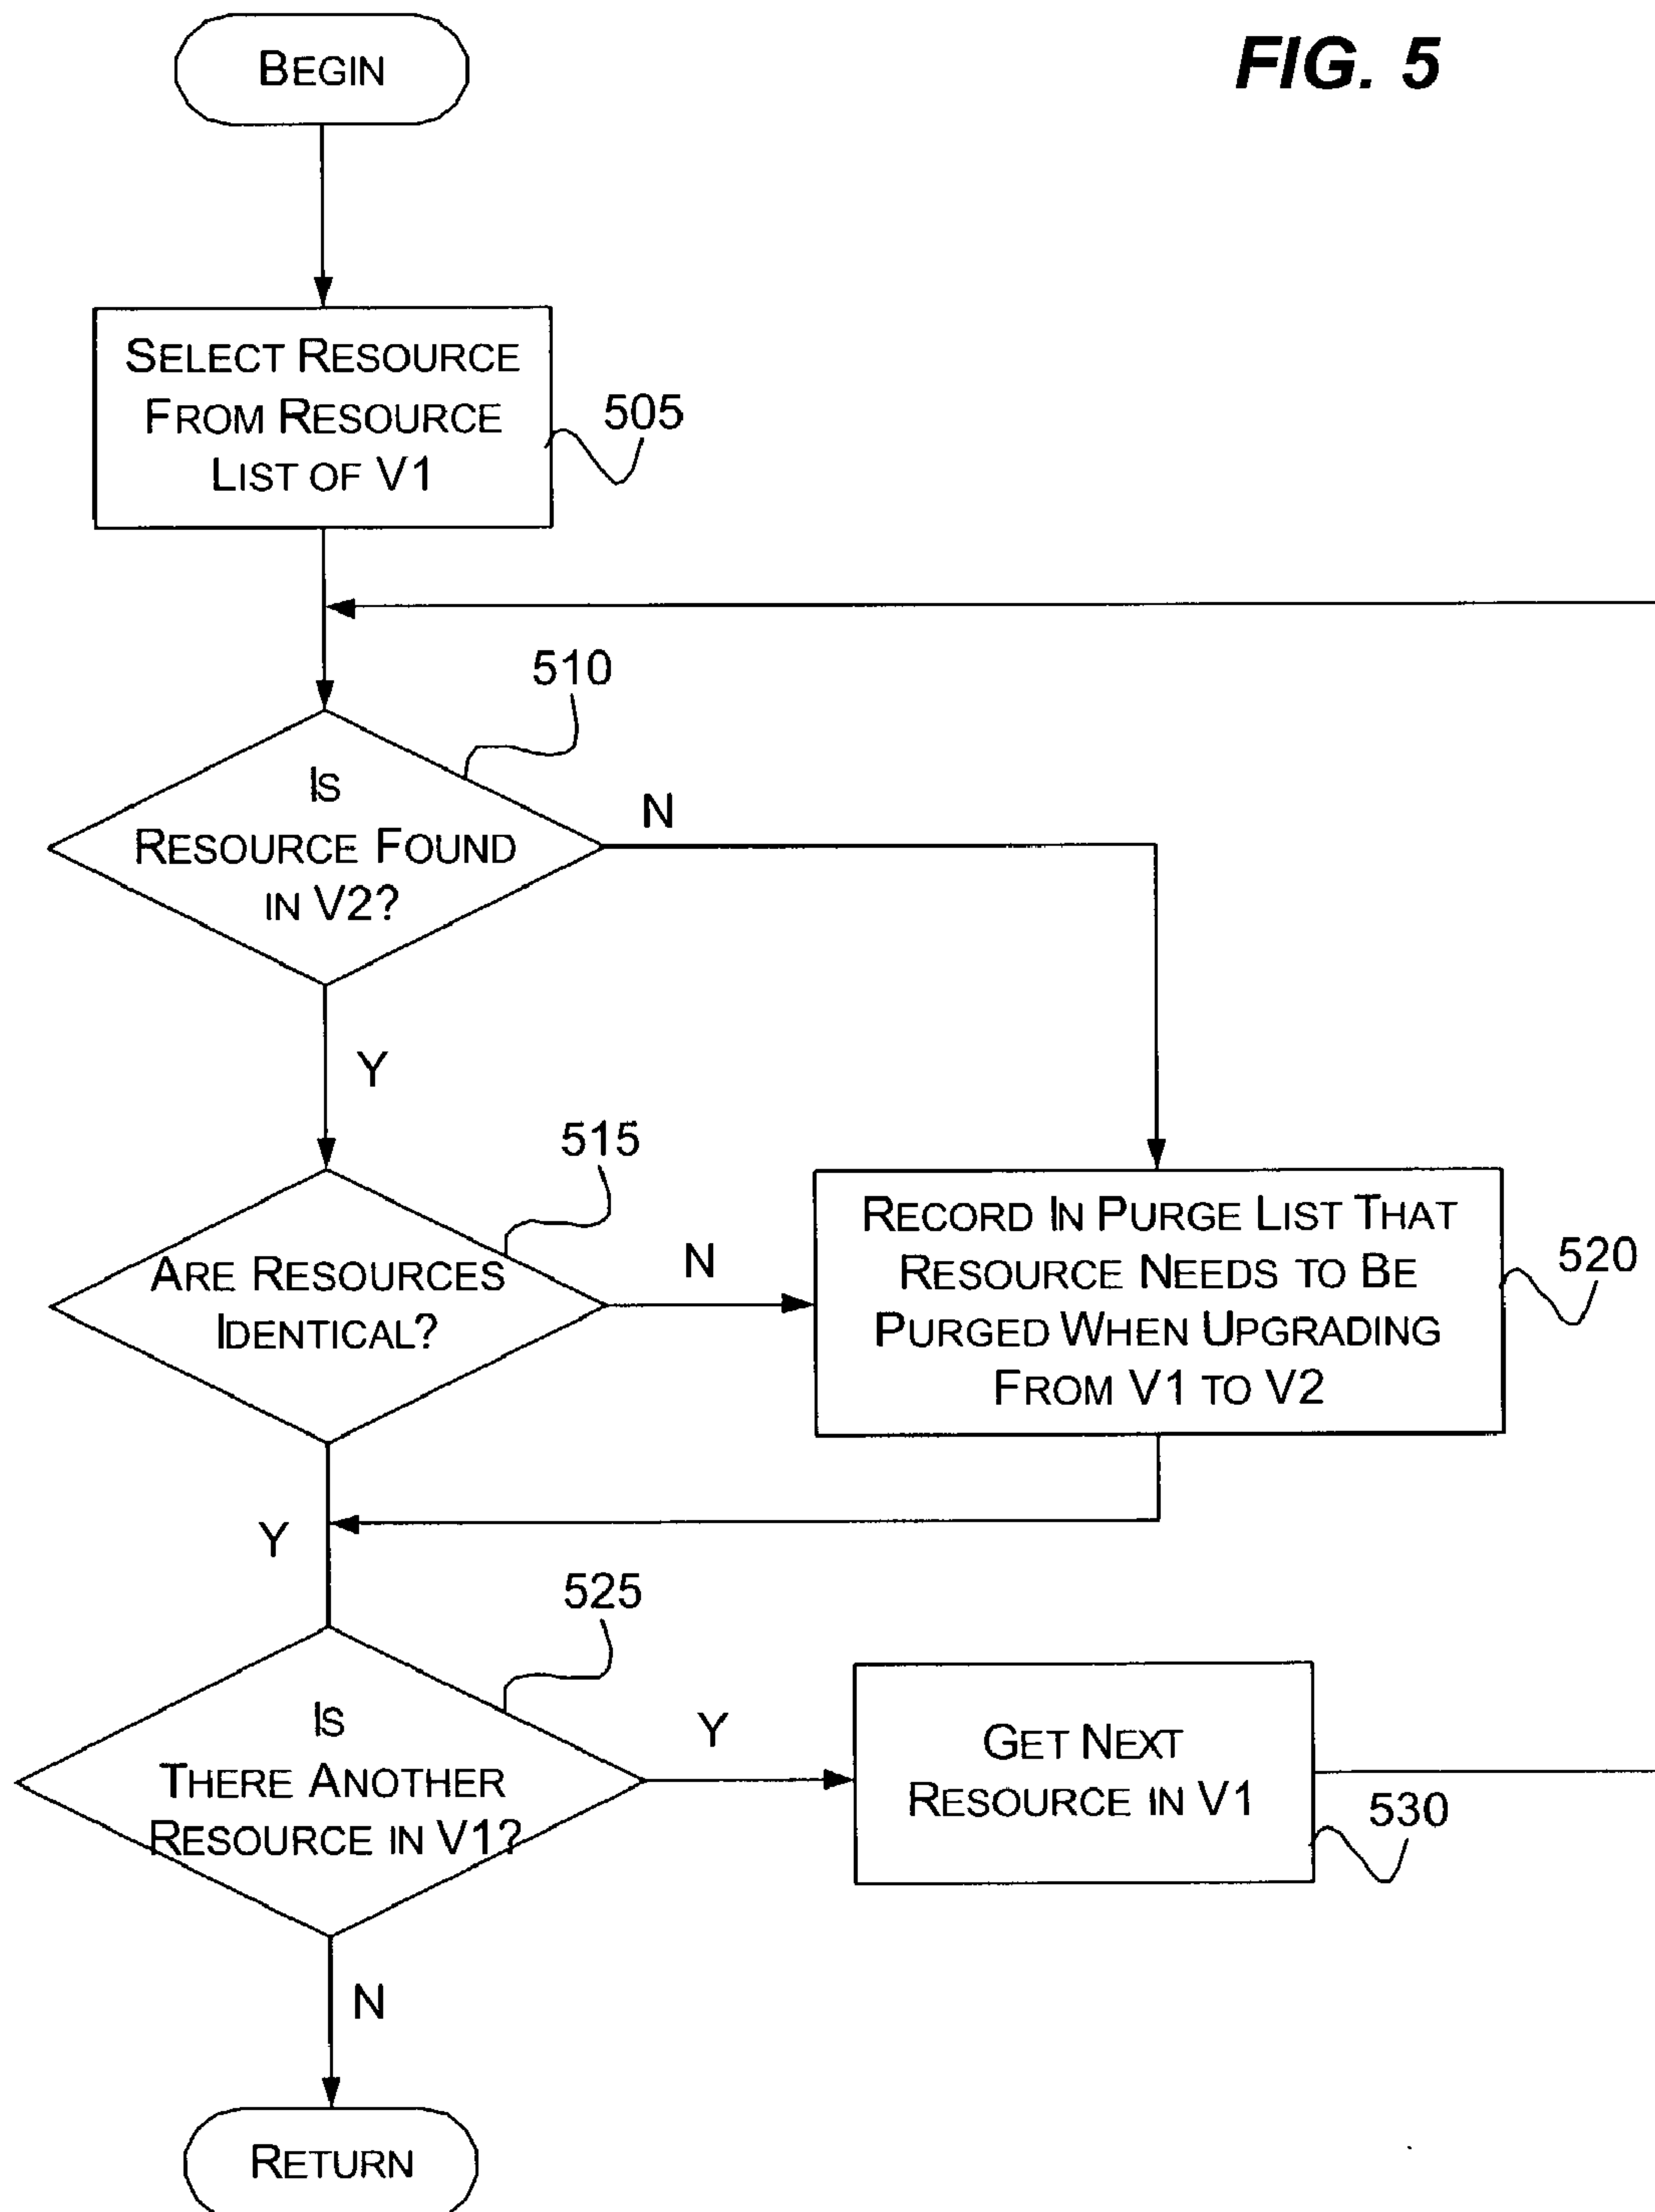 FIG. 5
BEGIN
SELECT RESOURCE
FROM RESOURCE
LIST OF V1
505
510
IS
RESOURCE FOUND
IN V2?
N
Y
515
ARE RESOURCES
IDENTICAL?
N
RECORD IN PURGE LIST THAT
RESOURCE NEEDS TO BE
PURGED WHEN UPGRADING
FROM V1 TO V2
520
Y
525
IS
THERE ANOTHER
RESOURCE IN V1?
Y
GET NEXT
RESOURCE IN V1
530
N
RETURN